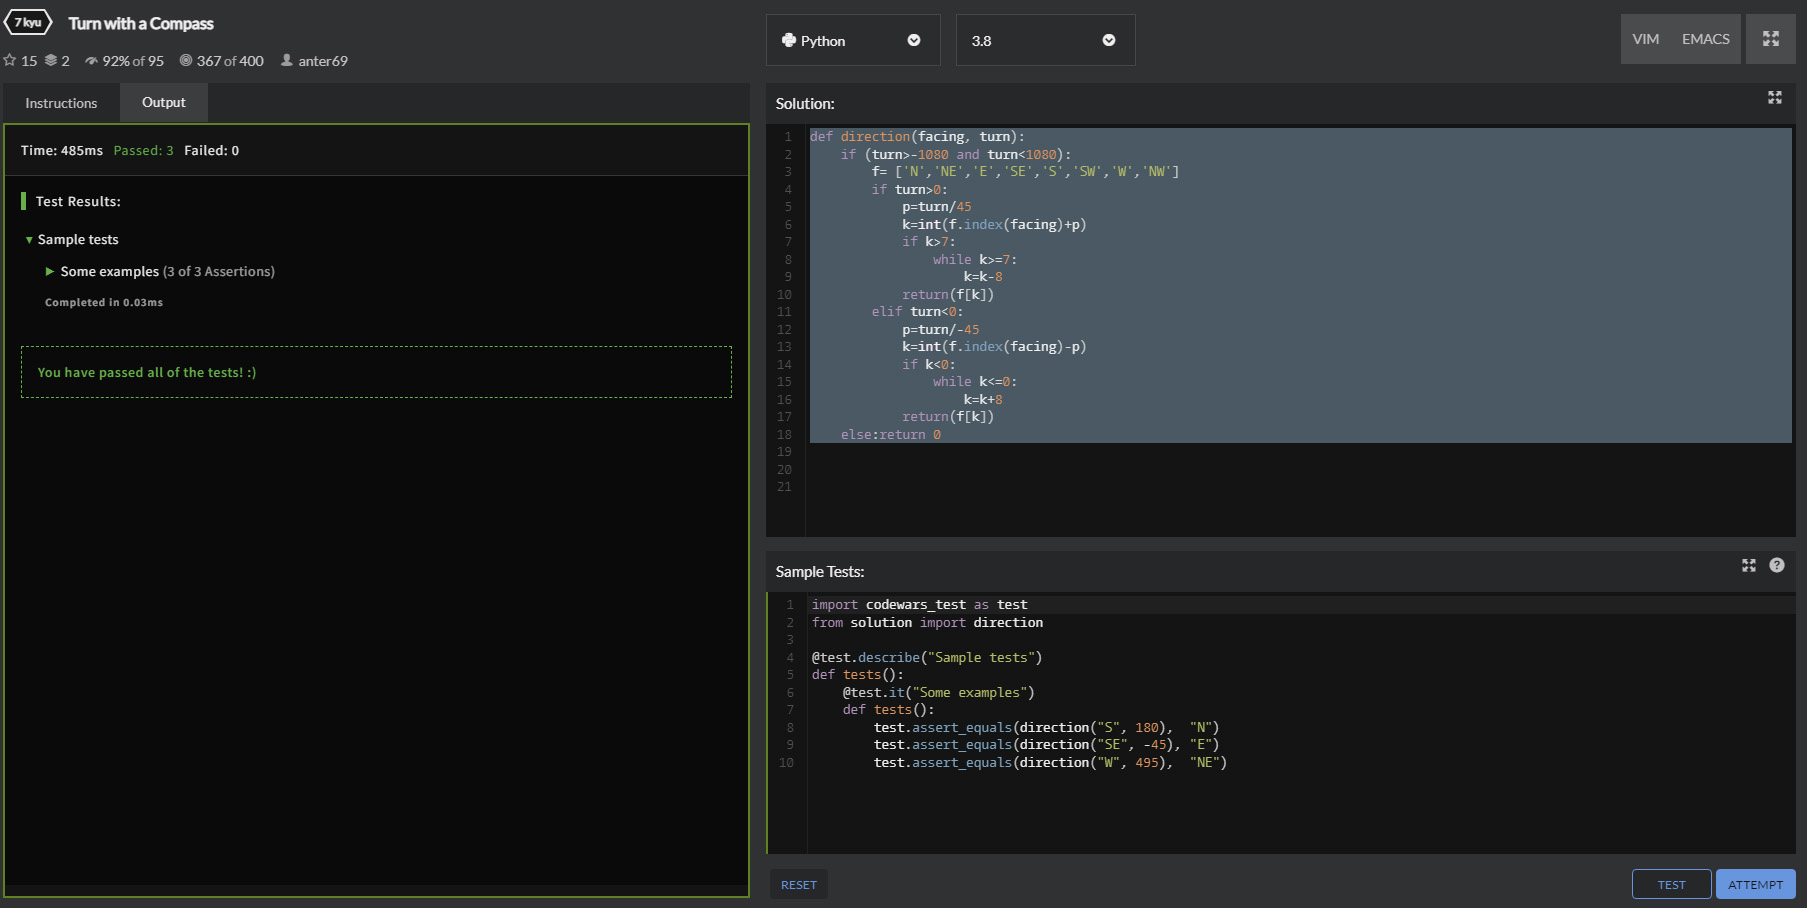 7 kyu Turn with a Compass
15 2 92% of 95 367 of 400 anter69
Instructions Output
Time: 485ms Passed: 3 Failed: 0
Test Results:
Sample tests
Some examples (3 of 3 Assertions)
Completed in 0.03ms
You have passed all of the tests! :)
Python 3.8 VIM EMACS
Solution:
1 def direction(facing, turn):
2     if (turn>-1080 and turn<1080):
3         f= ['N','NE','E','SE','S','SW','W','NW']
4         if turn>0:
5             p=turn/45
6             k=int(f.index(facing)+p)
7             if k>7:
8                 while k>=7:
9                     k=k-8
10             return(f[k])
11         elif turn<0:
12             p=turn/-45
13             k=int(f.index(facing)-p)
14             if k<0:
15                 while k<=0:
16                     k=k+8
17             return(f[k])
18     else:return 0
19
20
21
Sample Tests:
1 import codewars_test as test
2 from solution import direction
3
4 @test.describe("Sample tests")
5 def tests():
6     @test.it("Some examples")
7     def tests():
8         test.assert_equals(direction("S", 180),  "N")
9         test.assert_equals(direction("SE", -45), "E")
10         test.assert_equals(direction("W", 495),  "NE")
RESET TEST ATTEMPT